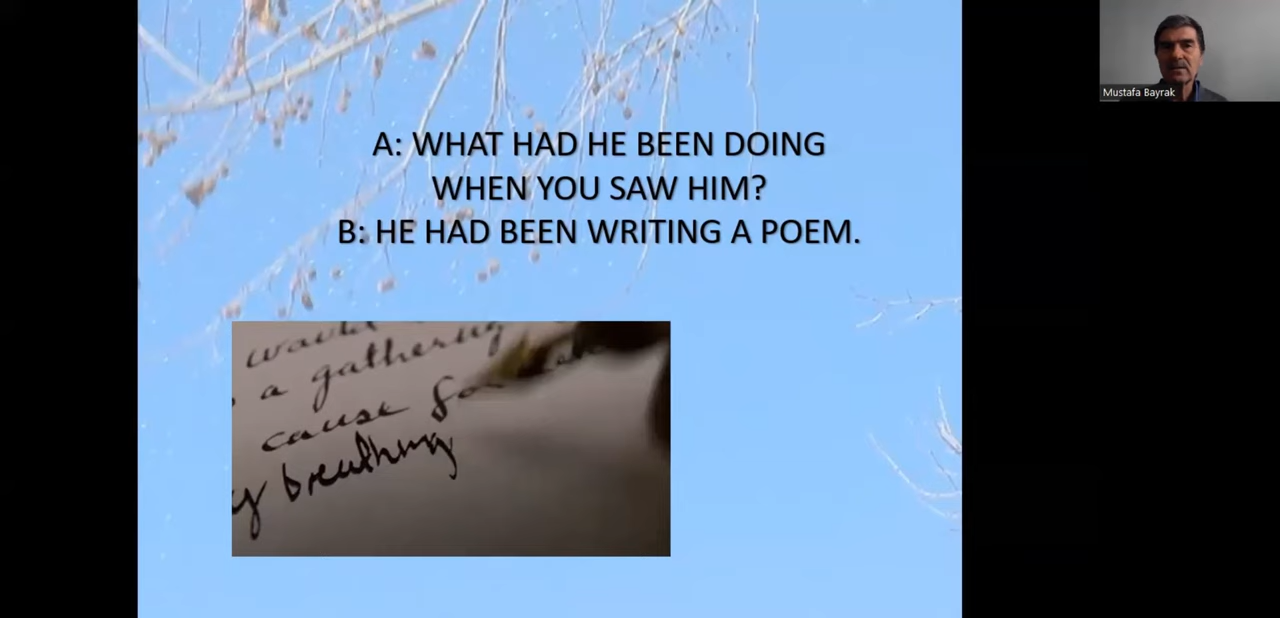 A: WHAT HAD HE BEEN DOING
WHEN YOU SAW HIM?
B: HE HAD BEEN WRITING A POEM.
Mustafa Bayrak
would
a gathering
cause
breathing